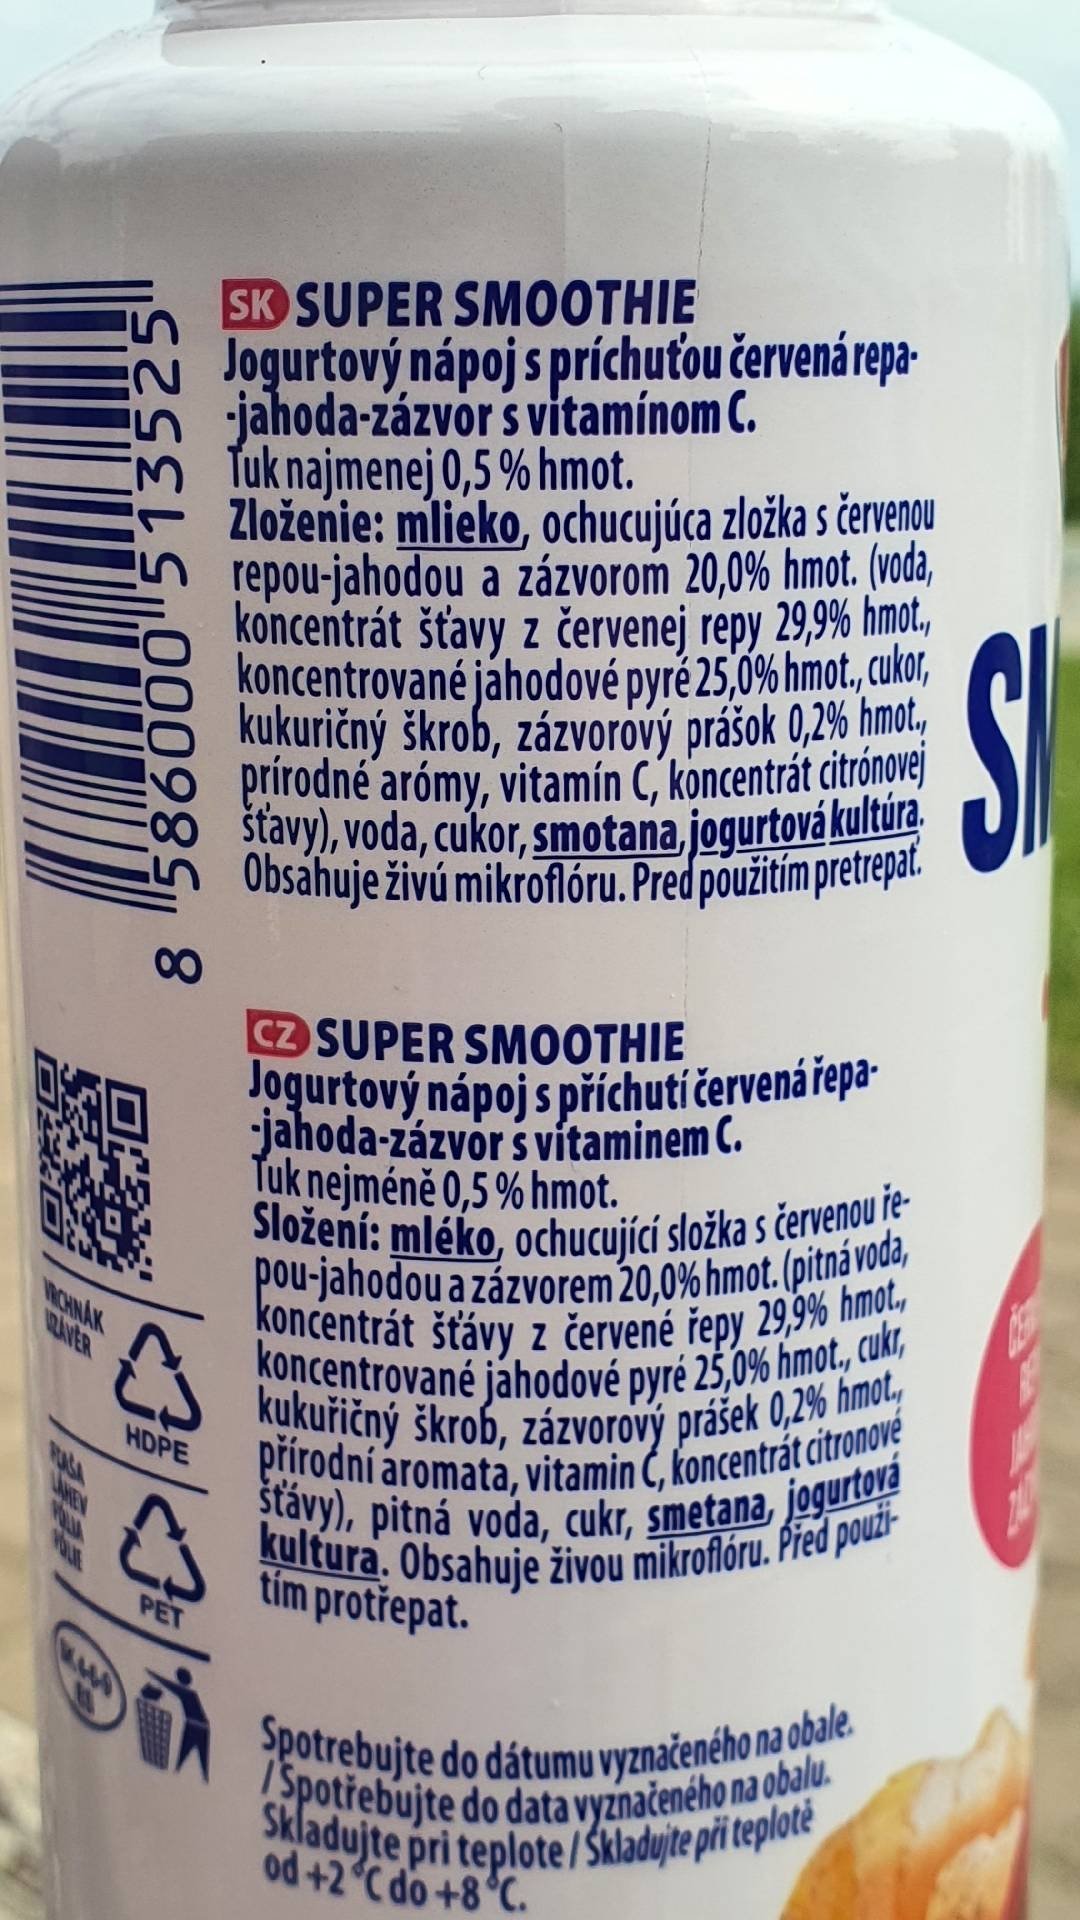 SK SUPER SMOOTHIE
Jogurtový nápoj s príchuťou červená repa-
-jahoda-zázvor s vitamínom C.
Tuk najmenej 0,5 % hmot.
Zloženie: mlieko, ochucujúca zložka s červenou
repou-jahodou a zázvorom 20,0% hmot. (voda,
koncentrát šťavy z červenej repy 29,9% hmot.,
koncentrované jahodové pyré 25,0% hmot., cukor,
kukuričný škrob, zázvorový prášok 0,2% hmot.,
prírodné arómy, vitamín C, koncentrát citrónovej
šťavy), voda, cukor, smotana, jogurtová kultúra.
Obsahuje živú mikroflóru. Pred použitím pretrepať.
8 586000 513525
CZ SUPER SMOOTHIE
Jogurtový nápoj s příchutí červená řepa-
-jahoda-zázvor s vitaminem C.
Tuk nejméně 0,5 % hmot.
Složení: mléko, ochucující složka s červenou ře-
pou-jahodou a zázvorem 20,0% hmot. (pitná voda,
koncentrát šťávy z červené řepy 29,9% hmot.,
koncentrované jahodové pyré 25,0% hmot., cukr,
kukuřičný škrob, zázvorový prášek 0,2% hmot.,
přírodní aromata, vitamin C, koncentrát citronové
šťávy), pitná voda, cukr, smetana, jogurtová
kultura. Obsahuje živou mikroflóru. Před použi-
tím protřepat.
VRCHNÁK
UZÁVĚR
HDPE
FĽAŠA
LÁHEV
FÓLIA
FÓLIE
PET
Spotrebujte do dátumu vyznačeného na obale.
/ Spotřebujte do data vyznačeného na obalu.
Skladujte pri teplote / Skladujte při teplotě
od +2 °C do +8 °C.
SM